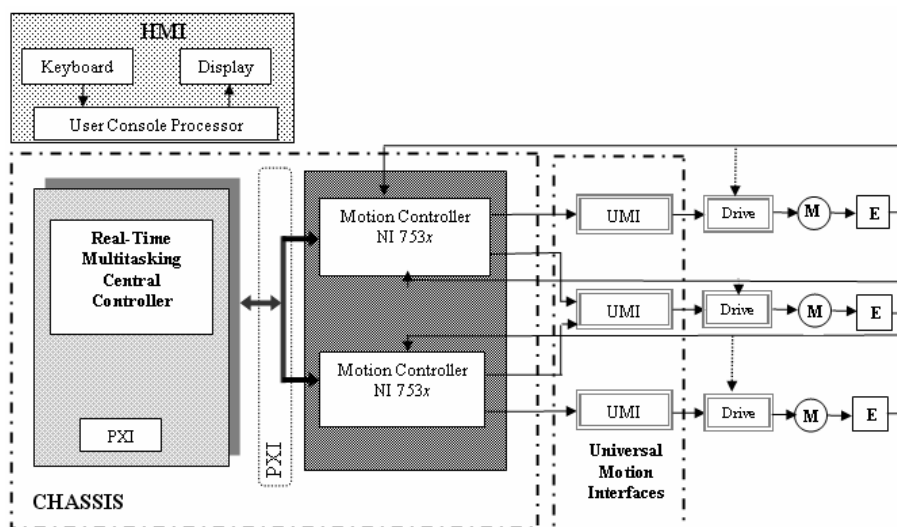 HMI
Keyboard
Display
User Console Processor
Real-Time
Multitasking
Central
Controller
PXI
CHASSIS
PXI
Motion Controller
NI 753x
Motion Controller
NI 753x
UMI
Drive
M
E
UMI
Drive
M
E
UMI
Drive
M
E
Universal
Motion
Interfaces